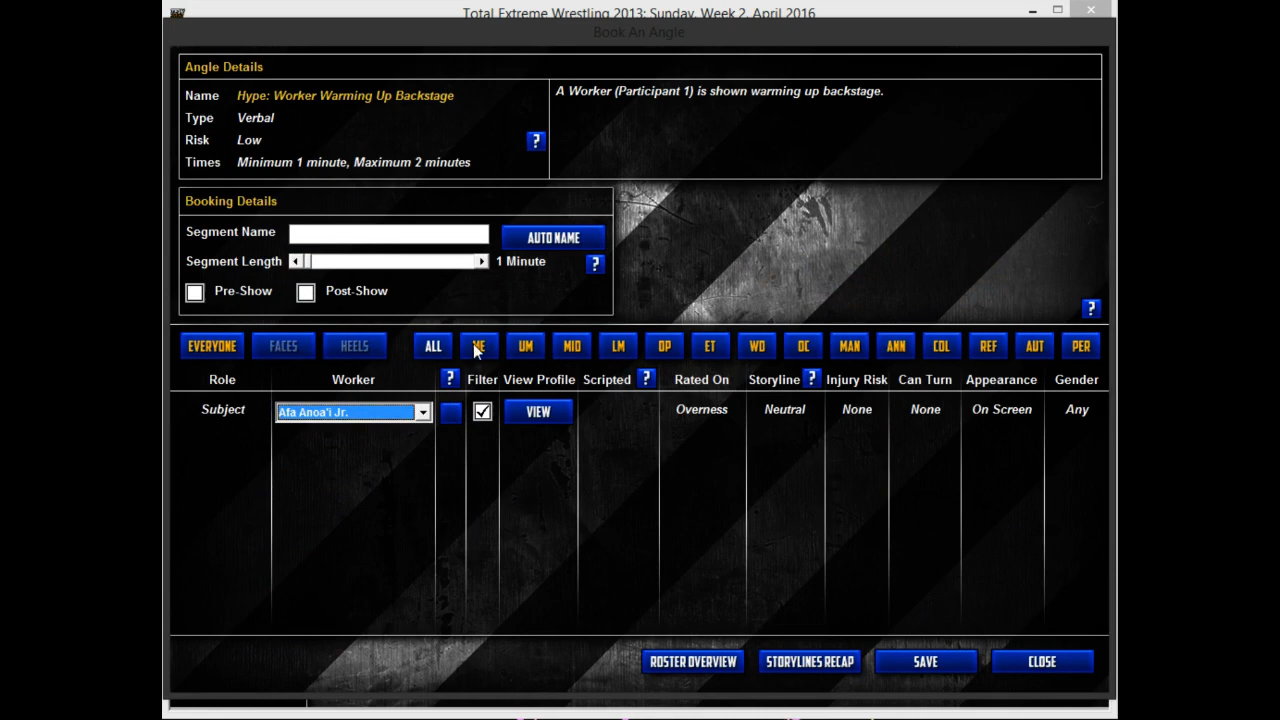 Total Extreme Wrestling 2013: Sunday, Week 2, April 2016
Book An Angle
Angle Details
Name Hype: Worker Warming Up Backstage
Type Verbal
Risk Low
?
Times Minimum 1 minute, Maximum 2 minutes
A Worker (Participant 1) is shown warming up backstage.
Booking Details
Segment Name AUTO NAME
Segment Length 1 Minute ?
Pre-Show Post-Show
?
EVERYONE FACES HEELS ALL UM MID LM OP ET WO OC MAN ANN COL REF AUT PER
Role Worker ? Filter View Profile Scripted ? Rated On Storyline ? Injury Risk Can Turn Appearance Gender
Subject Afa Anoa'i Jr. VIEW Overness Neutral None None On Screen Any
ROSTER OVERVIEW STORYLINES RECAP SAVE CLOSE